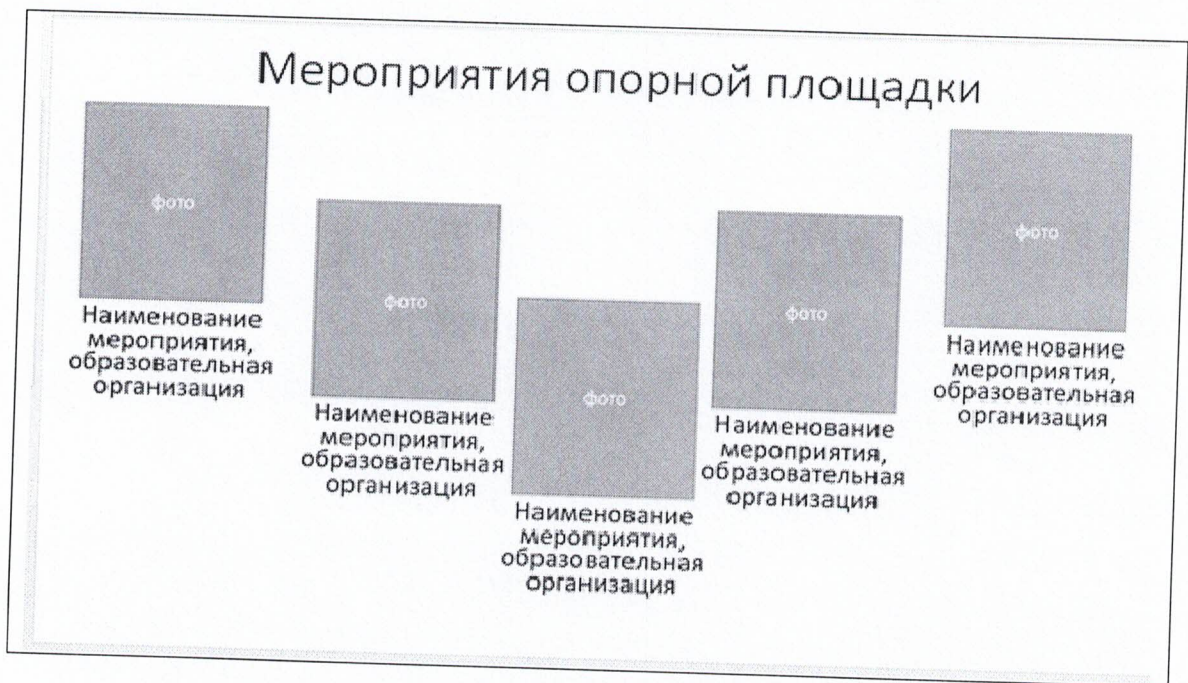 Мероприятия опорной площадки
фото
Наименование
мероприятия,
образовательная
организация
фото
Наименование
мероприятия,
образовательная
организация
фото
Наименование
мероприятия,
образовательная
организация
фото
Наименование
мероприятия,
образовательная
организация
фото
Наименование
мероприятия,
образовательная
организация